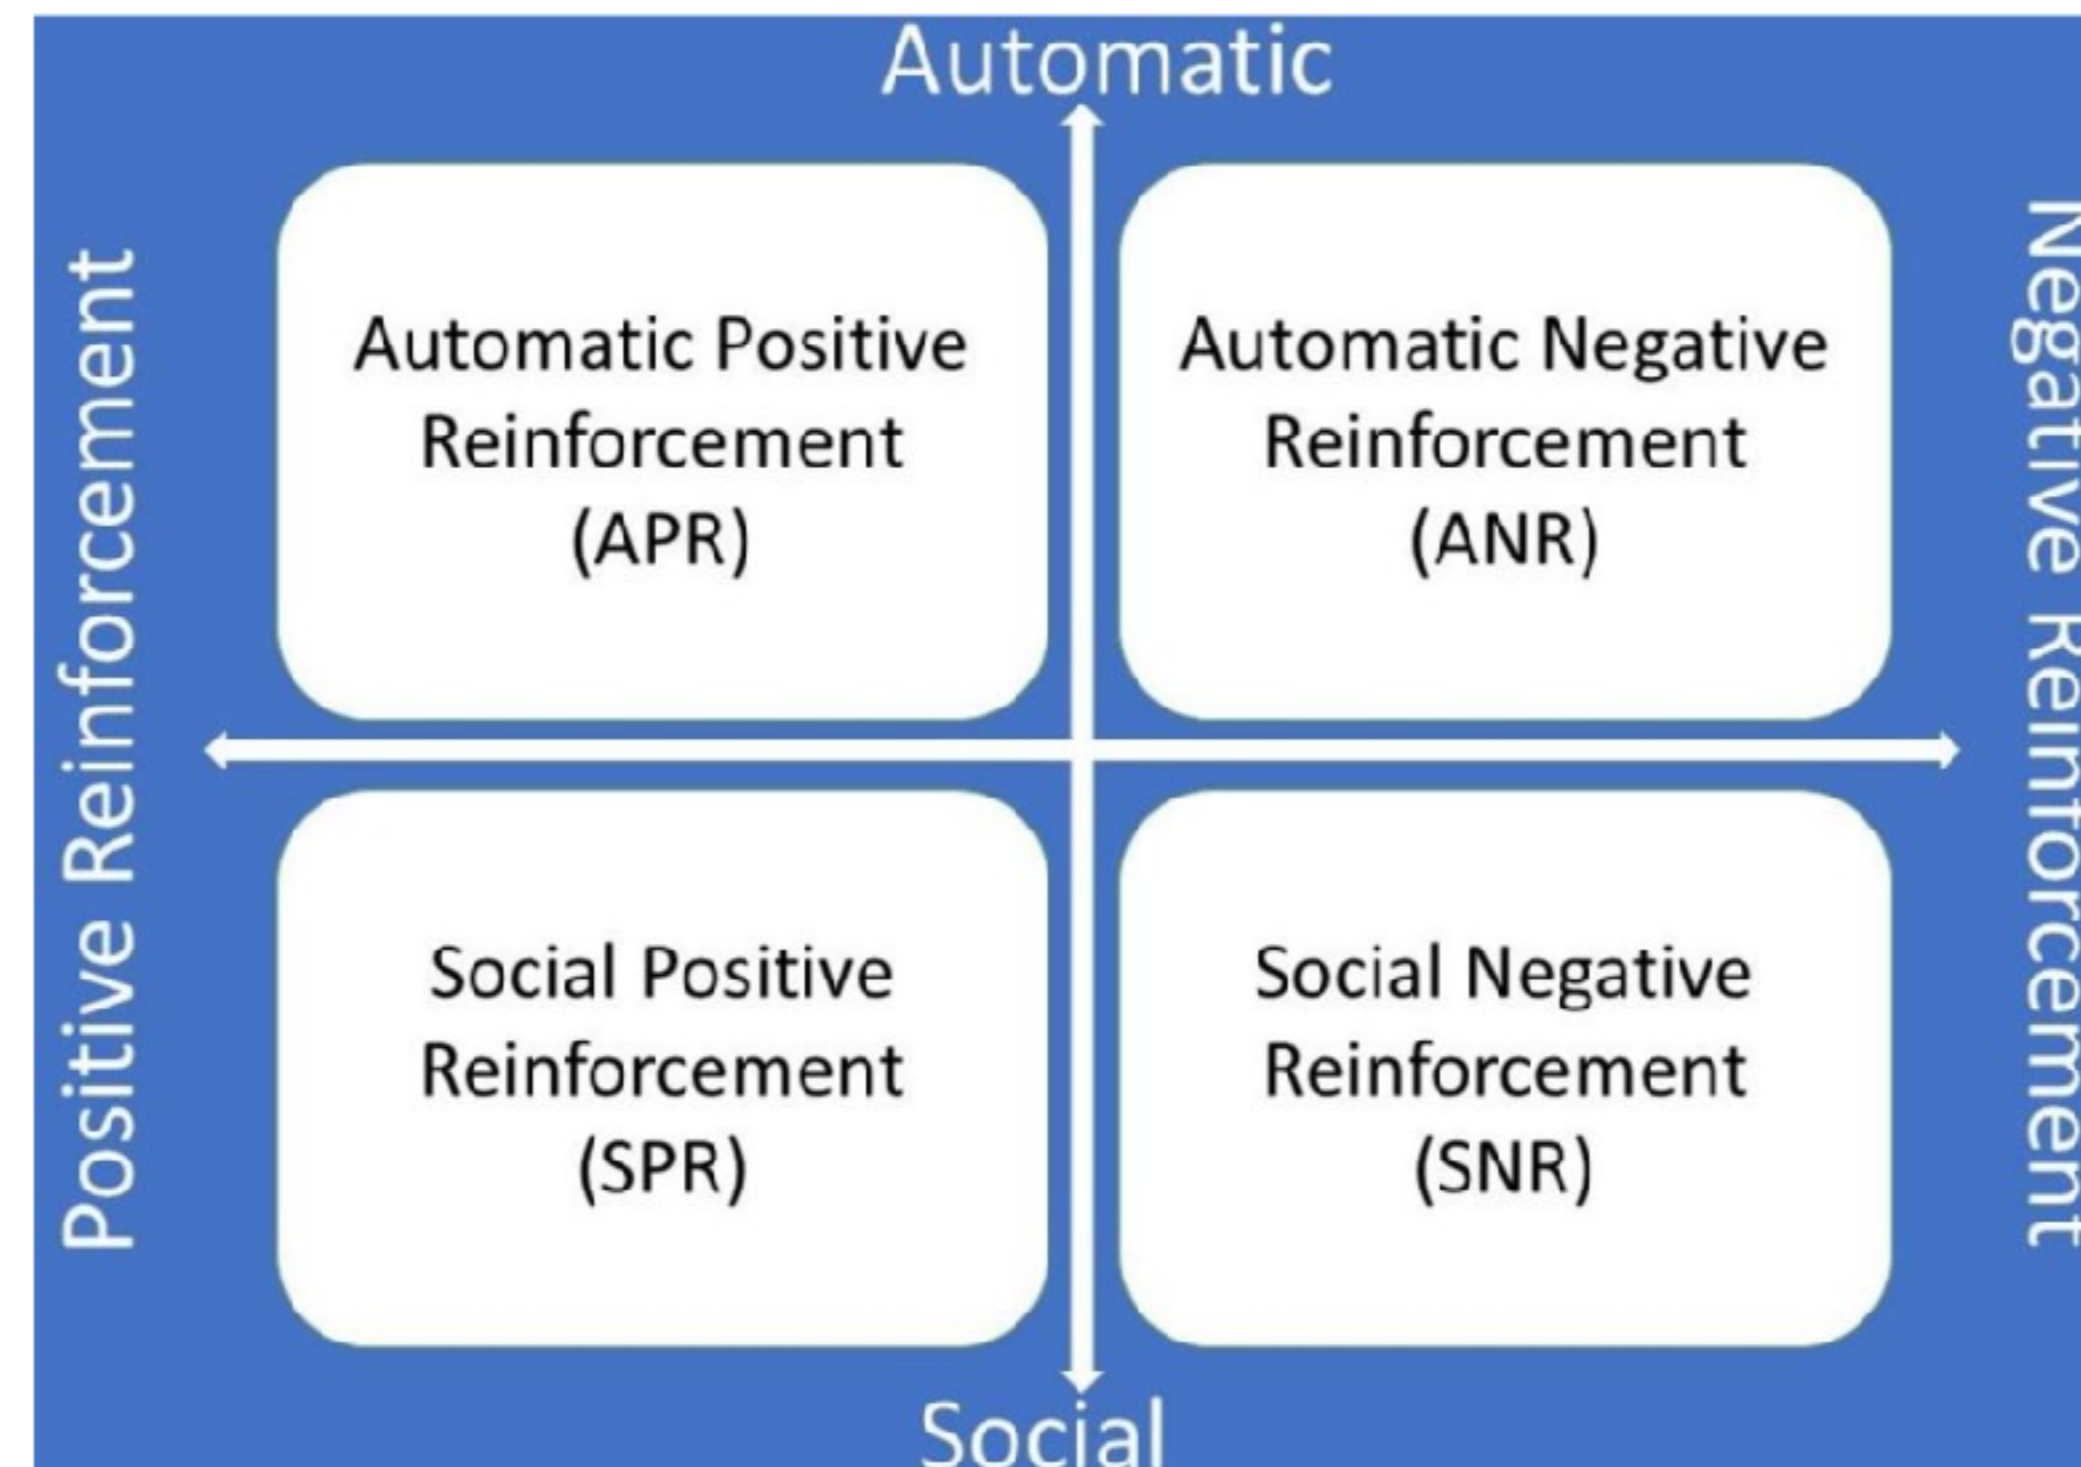 Automatic
Positive Reinforcement
Automatic Positive
Reinforcement
(APR)
Automatic Negative
Reinforcement
(ANR)
Negative Reinforcement
Social Positive
Reinforcement
(SPR)
Social Negative
Reinforcement
(SNR)
Social